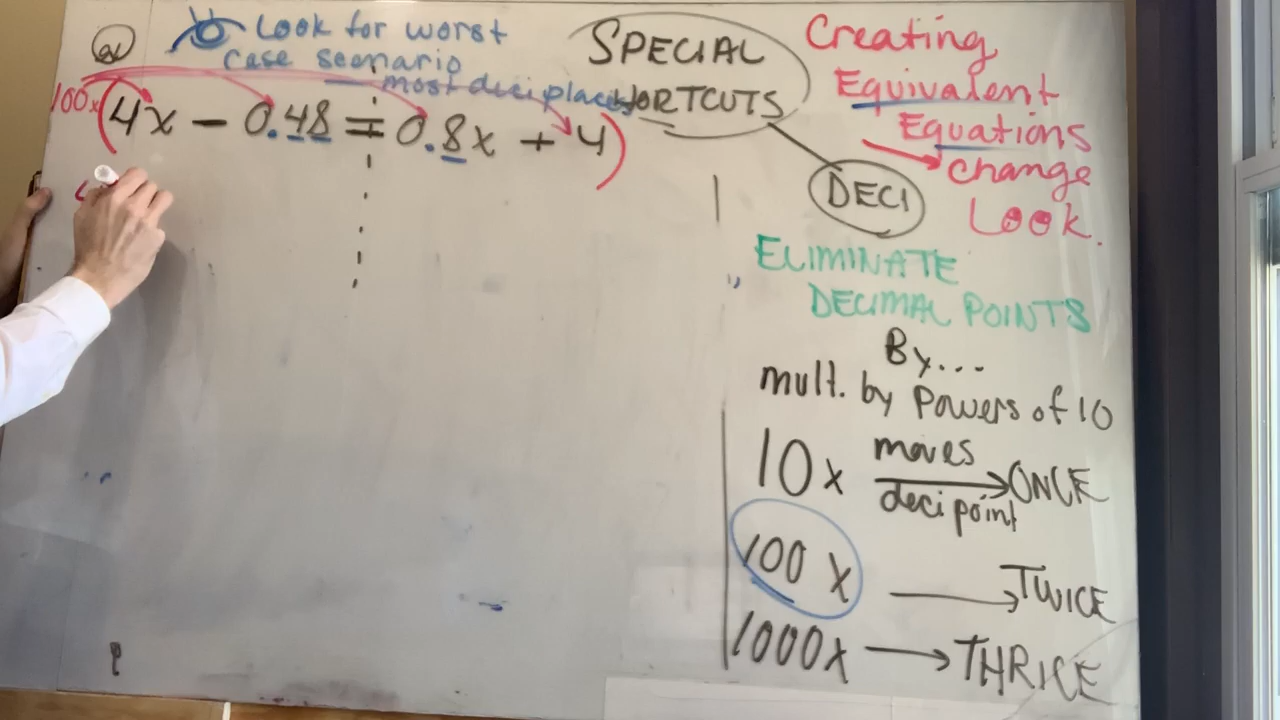 ex Look for worst
case scenario
most deci places
100x(4x - 0.48 = 0.8x + 4)
SPECIAL
SHORTCUTS
DECI
Creating
Equivalent
Equations
change
Look.
ELIMINATE
DECIMAL POINTS
By...
mult. by Powers of 10
10x moves deci point ONCE
100x TWICE
1000x THRICE